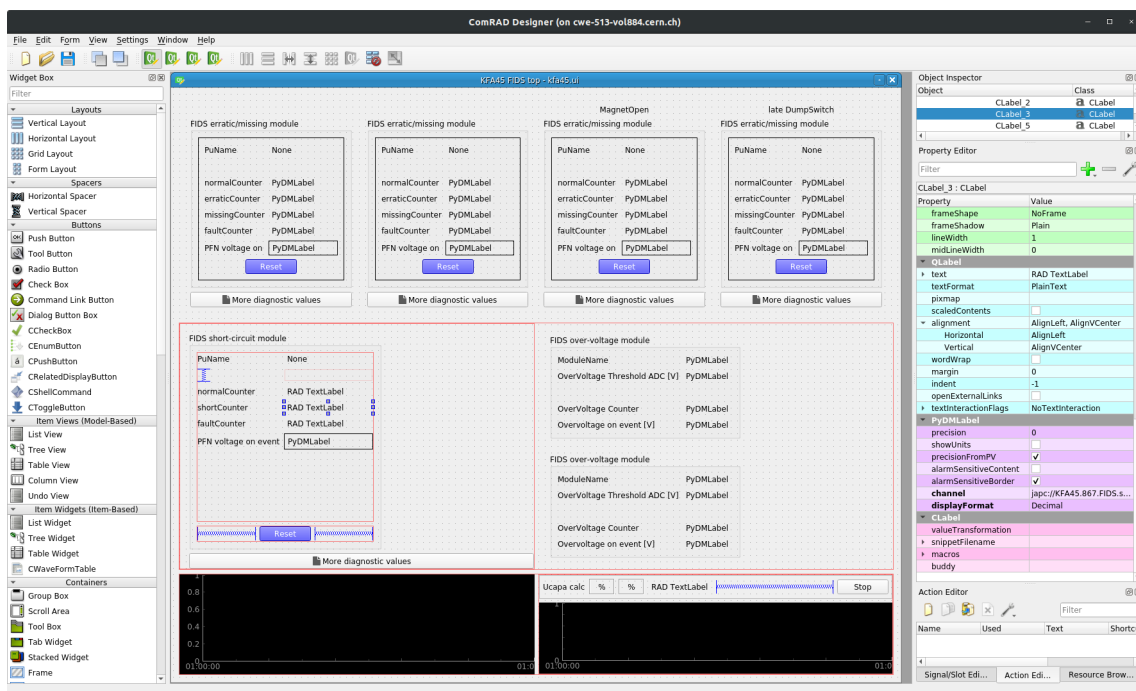 ComRAD Designer (on cwe-513-vol884.cern.ch)
File Edit Form View Settings Window Help
Widget Box
Filter
Layouts
Vertical Layout
Horizontal Layout
Grid Layout
Form Layout
Spacers
Horizontal Spacer
Vertical Spacer
Buttons
Push Button
Tool Button
Radio Button
Check Box
Command Link Button
Dialog Button Box
CCheckBox
CEnumButton
CPushButton
CRelatedDisplayButton
CShellCommand
CToggleButton
Item Views (Model-Based)
List View
Tree View
Table View
Column View
Undo View
Item Widgets (Item-Based)
List Widget
Tree Widget
Table Widget
CWaveFormTable
Containers
Group Box
Scroll Area
Tool Box
Tab Widget
Stacked Widget
Frame
KFA45 FIDS top - kfa45.ui
MagnetOpen late DumpSwitch
FIDS erratic/missing module FIDS erratic/missing module FIDS erratic/missing module FIDS erratic/missing module
PuName None PuName None PuName None PuName None
normalCounter PyDMLabel normalCounter PyDMLabel normalCounter PyDMLabel normalCounter PyDMLabel
erraticCounter PyDMLabel erraticCounter PyDMLabel erraticCounter PyDMLabel erraticCounter PyDMLabel
missingCounter PyDMLabel missingCounter PyDMLabel missingCounter PyDMLabel missingCounter PyDMLabel
faultCounter PyDMLabel faultCounter PyDMLabel faultCounter PyDMLabel faultCounter PyDMLabel
PFN voltage on PyDMLabel PFN voltage on PyDMLabel PFN voltage on PyDMLabel PFN voltage on PyDMLabel
Reset Reset Reset Reset
More diagnostic values More diagnostic values More diagnostic values More diagnostic values
FIDS short-circuit module
PuName None
normalCounter RAD TextLabel
shortCounter RAD TextLabel
faultCounter RAD TextLabel
PFN voltage on event PyDMLabel
Reset
More diagnostic values
FIDS over-voltage module
ModuleName PyDMLabel
OverVoltage Threshold ADC [V] PyDMLabel
OverVoltage Counter PyDMLabel
Overvoltage on event [V] PyDMLabel
FIDS over-voltage module
ModuleName PyDMLabel
OverVoltage Threshold ADC [V] PyDMLabel
OverVoltage Counter PyDMLabel
Overvoltage on event [V] PyDMLabel
1
0.8
0.6
0.4
0.2
0
01:00:00 01:0
Ucapa calc % % RAD TextLabel Stop
1
0
01:00:00 01:0
Object Inspector
Object Class
CLabel_2 CLabel
CLabel_3 CLabel
CLabel_5 CLabel
Property Editor
Filter
CLabel_3 : CLabel
Property Value
frameShape NoFrame
frameShadow Plain
lineWidth 1
midLineWidth 0
QLabel
text RAD TextLabel
textFormat PlainText
pixmap
scaledContents
alignment AlignLeft, AlignVCenter
Horizontal AlignLeft
Vertical AlignVCenter
wordWrap
margin 0
indent -1
openExternalLinks
textInteractionFlags NoTextInteraction
PyDMLabel
precision 0
showUnits
precisionFromPV
alarmSensitiveContent
alarmSensitiveBorder
channel japc://KFA45.867.FIDS.s...
displayFormat Decimal
CLabel
valueTransformation
snippetFilename
macros
buddy
Action Editor
Filter
Name Used Text Shortc
Signal/Slot Edi... Action Edi... Resource Brow...